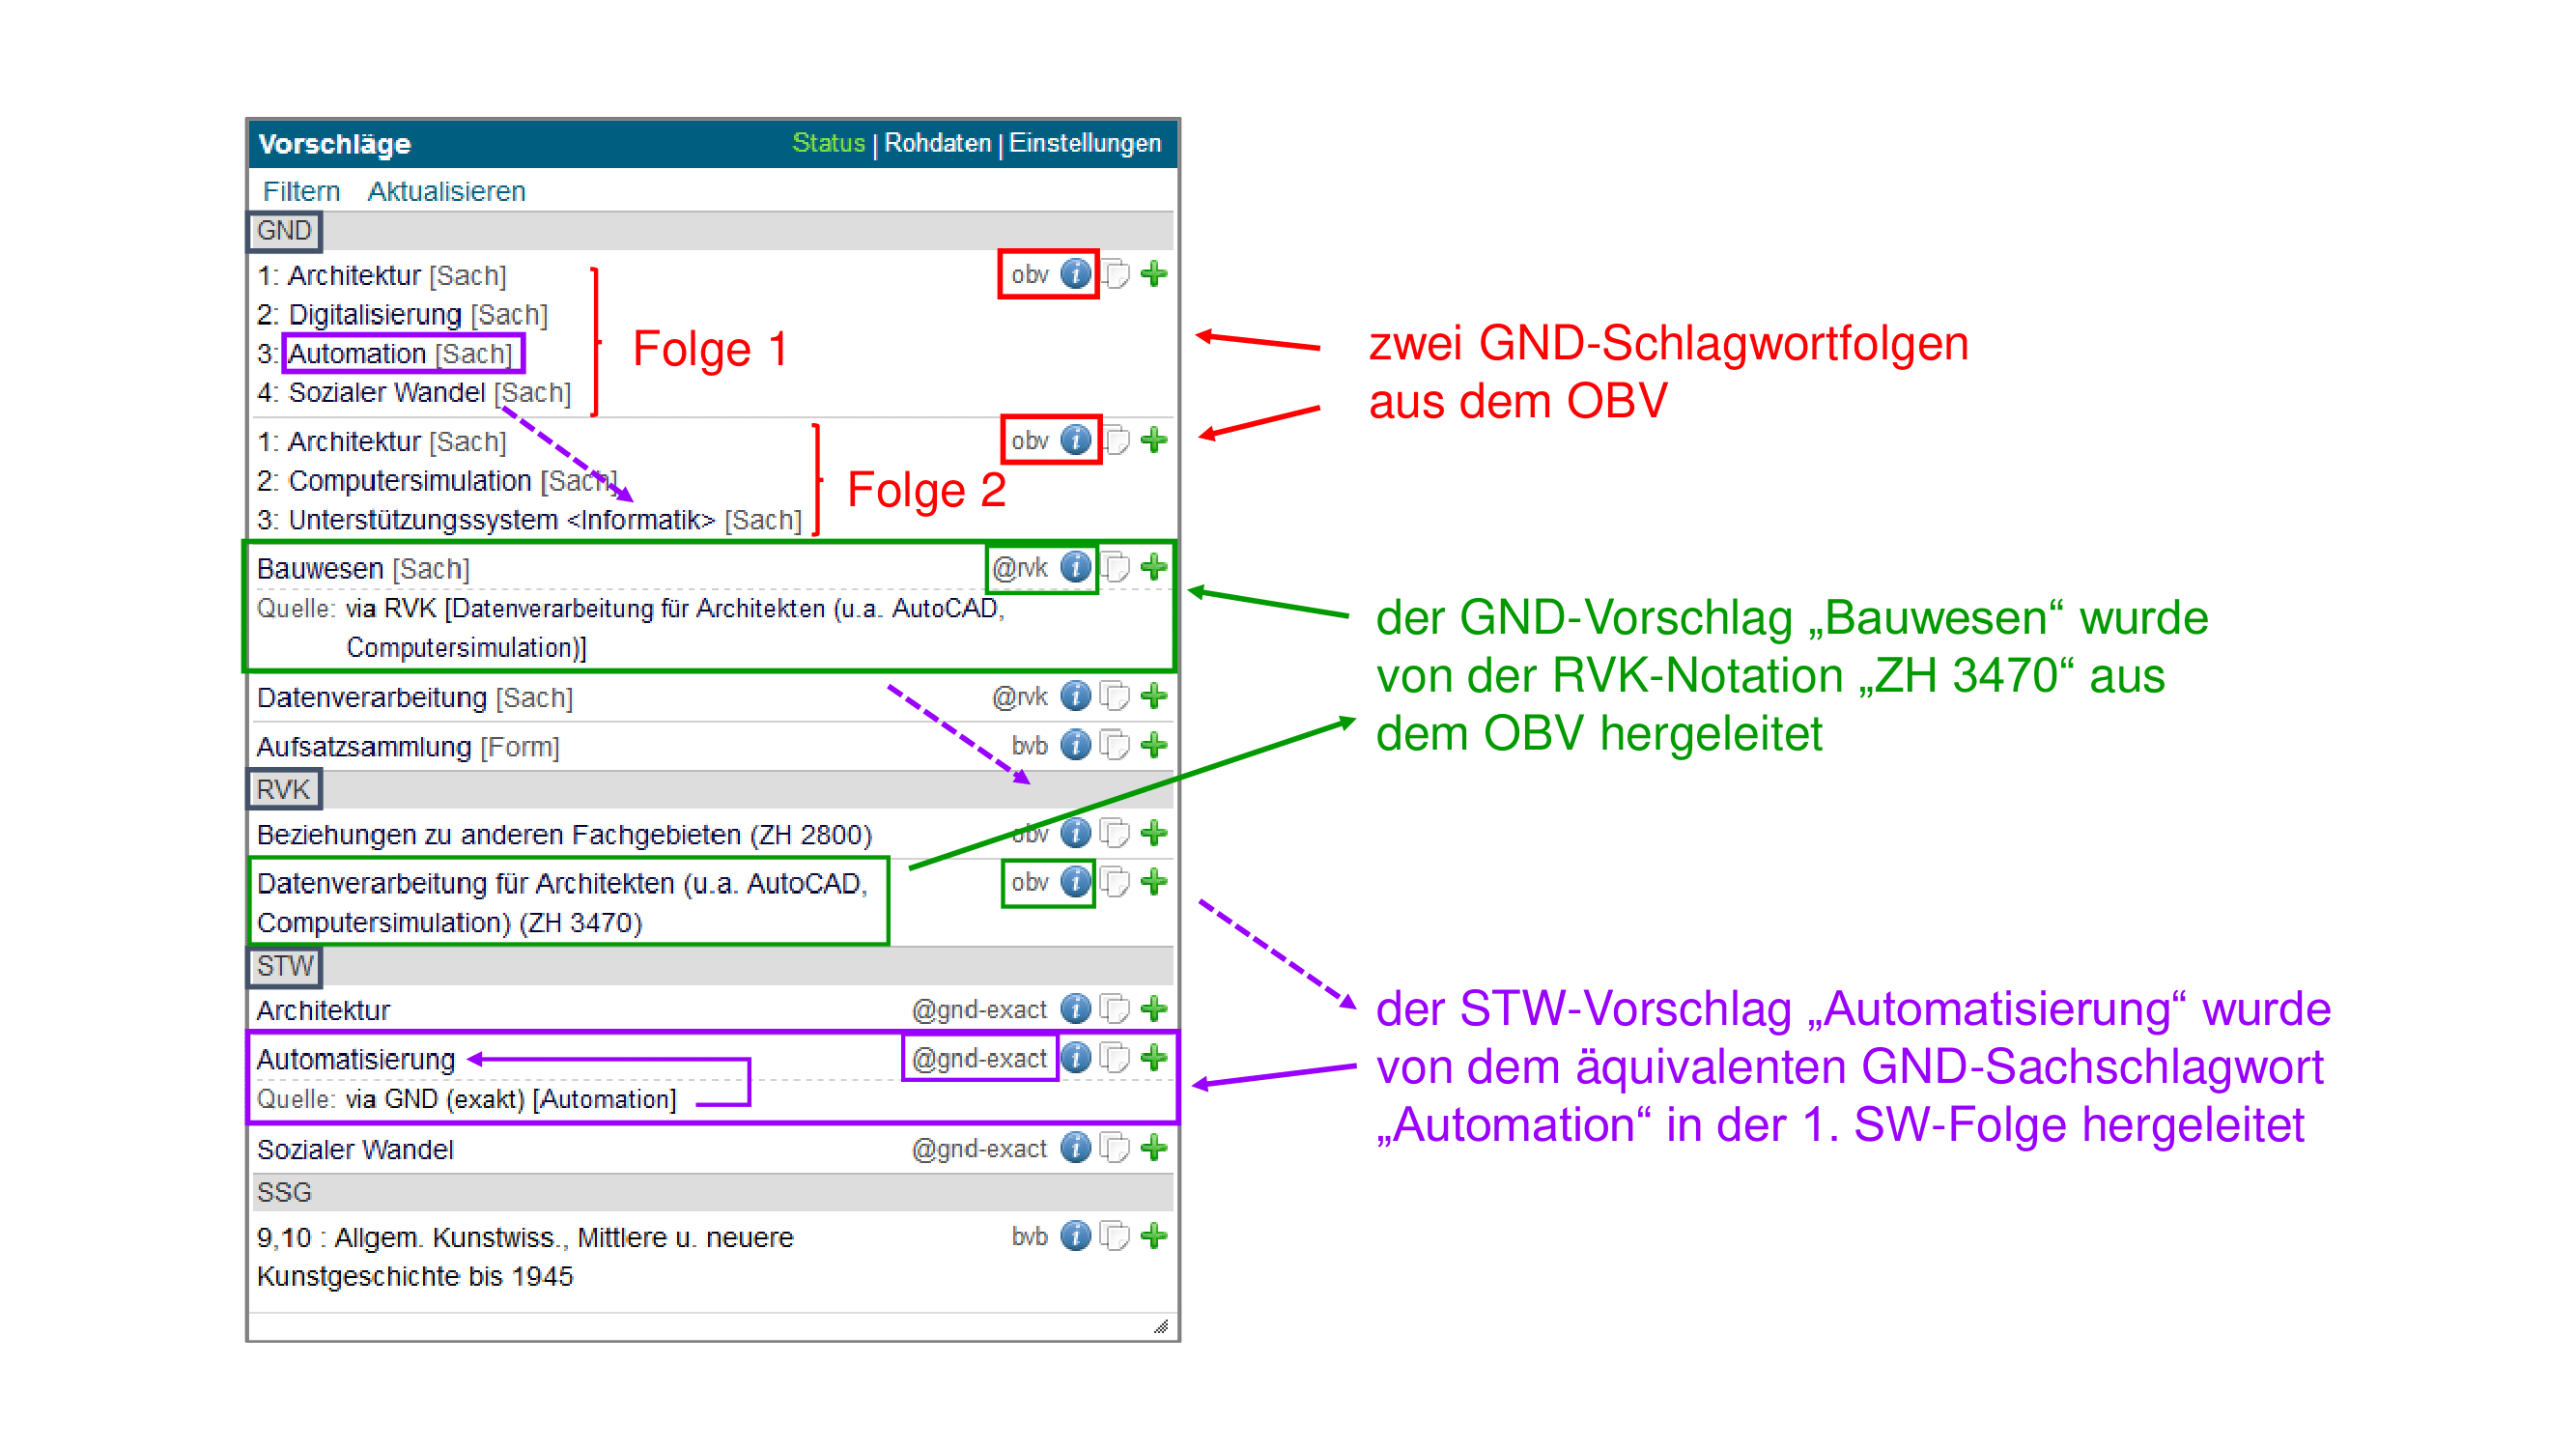 Vorschläge Status | Rohdaten | Einstellungen
Filtern Aktualisieren
GND
1: Architektur [Sach] obv
2: Digitalisierung [Sach]
3: Automation [Sach]
4: Sozialer Wandel [Sach]
Folge 1
1: Architektur [Sach] obv
2: Computersimulation [Sach]
3: Unterstützungssystem <Informatik> [Sach]
Folge 2
Bauwesen [Sach] @rvk
Quelle: via RVK [Datenverarbeitung für Architekten (u.a. AutoCAD,
Computersimulation)]
Datenverarbeitung [Sach] @rvk
Aufsatzsammlung [Form] bvb
RVK
Beziehungen zu anderen Fachgebieten (ZH 2800) obv
Datenverarbeitung für Architekten (u.a. AutoCAD, obv
Computersimulation) (ZH 3470)
STW
Architektur @gnd-exact
Automatisierung @gnd-exact
Quelle: via GND (exakt) [Automation]
Sozialer Wandel @gnd-exact
SSG
9,10 : Allgem. Kunstwiss., Mittlere u. neuere bvb
Kunstgeschichte bis 1945
zwei GND-Schlagwortfolgen
aus dem OBV
der GND-Vorschlag „Bauwesen“ wurde
von der RVK-Notation „ZH 3470“ aus
dem OBV hergeleitet
der STW-Vorschlag „Automatisierung“ wurde
von dem äquivalenten GND-Sachschlagwort
„Automation“ in der 1. SW-Folge hergeleitet